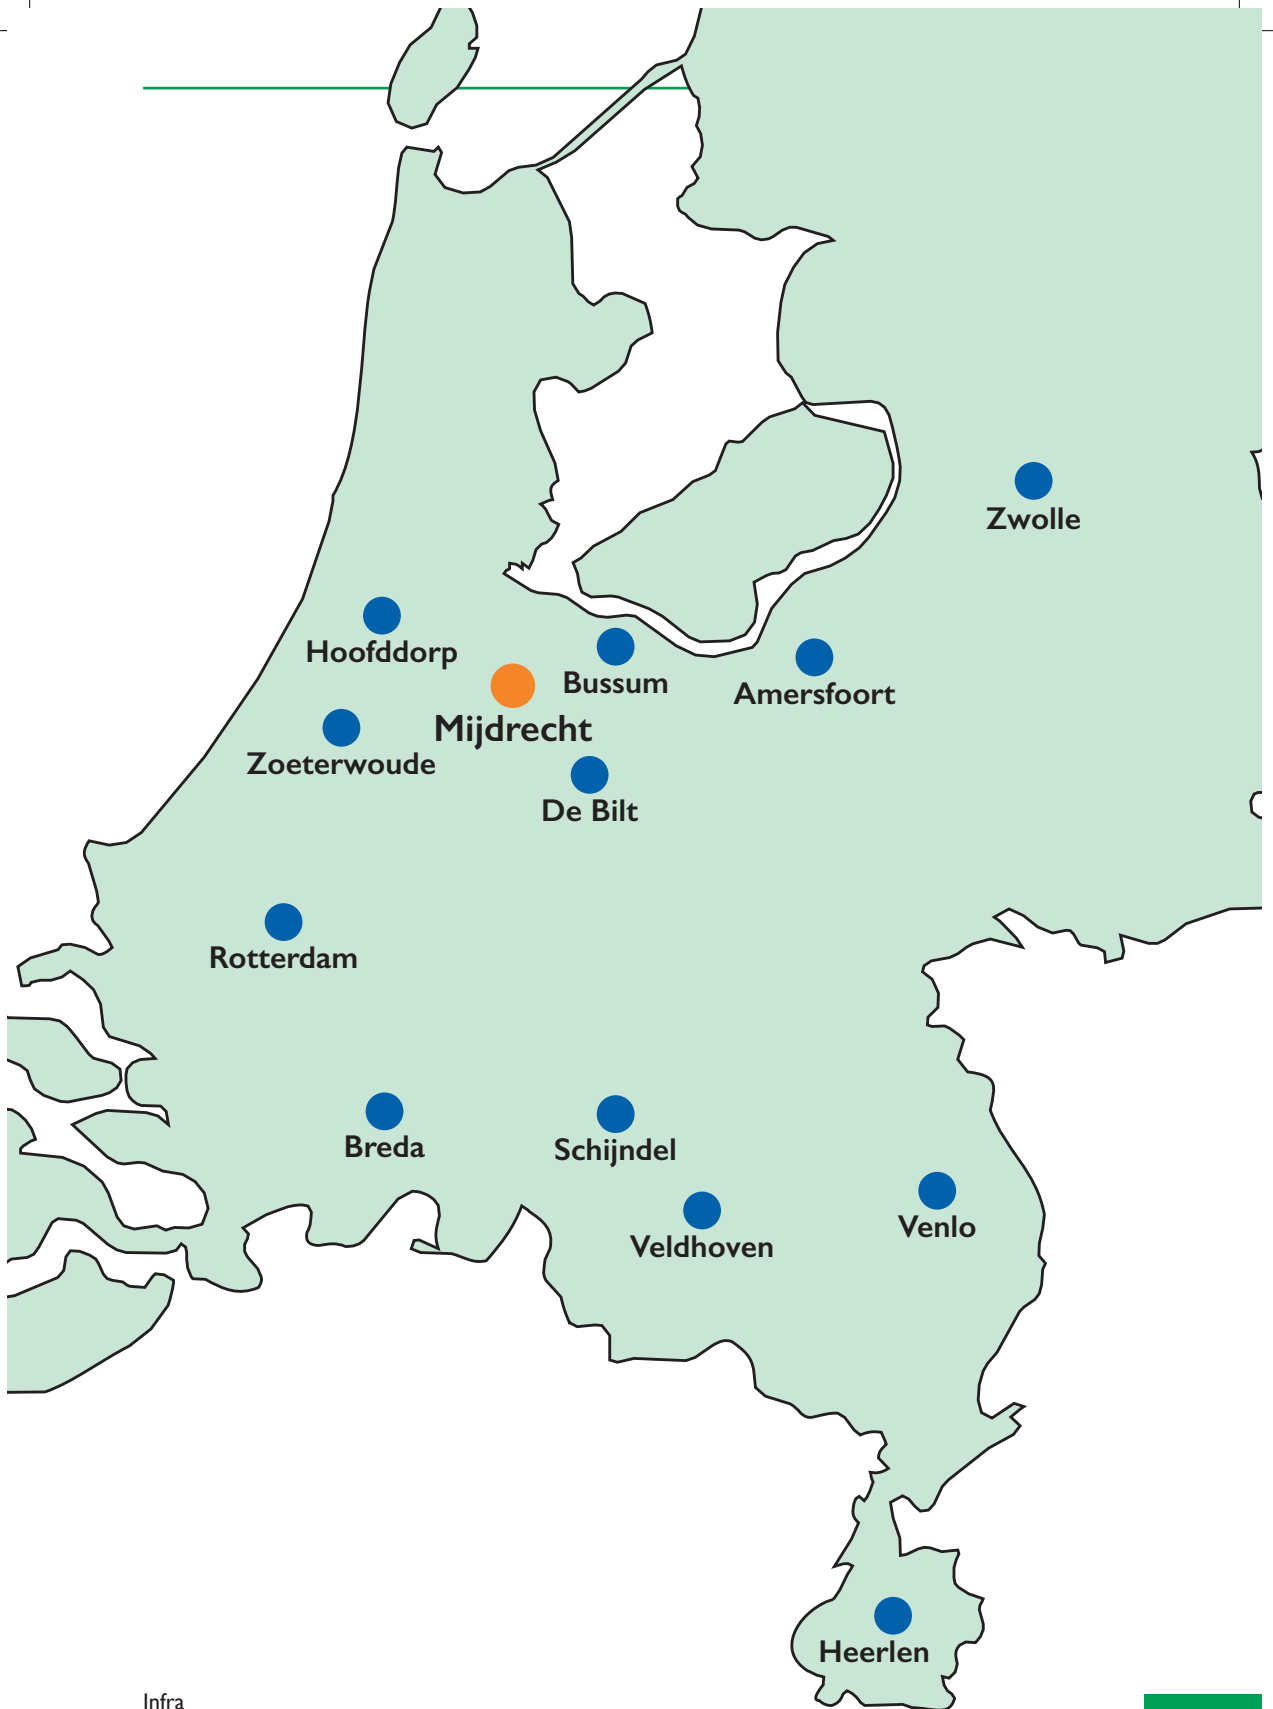 Zwolle
Hoofddorp
Bussum
Amersfoort
Mijdrecht
Zoeterwoude
De Bilt
Rotterdam
Breda
Schijndel
Venlo
Veldhoven
Heerlen
Infra